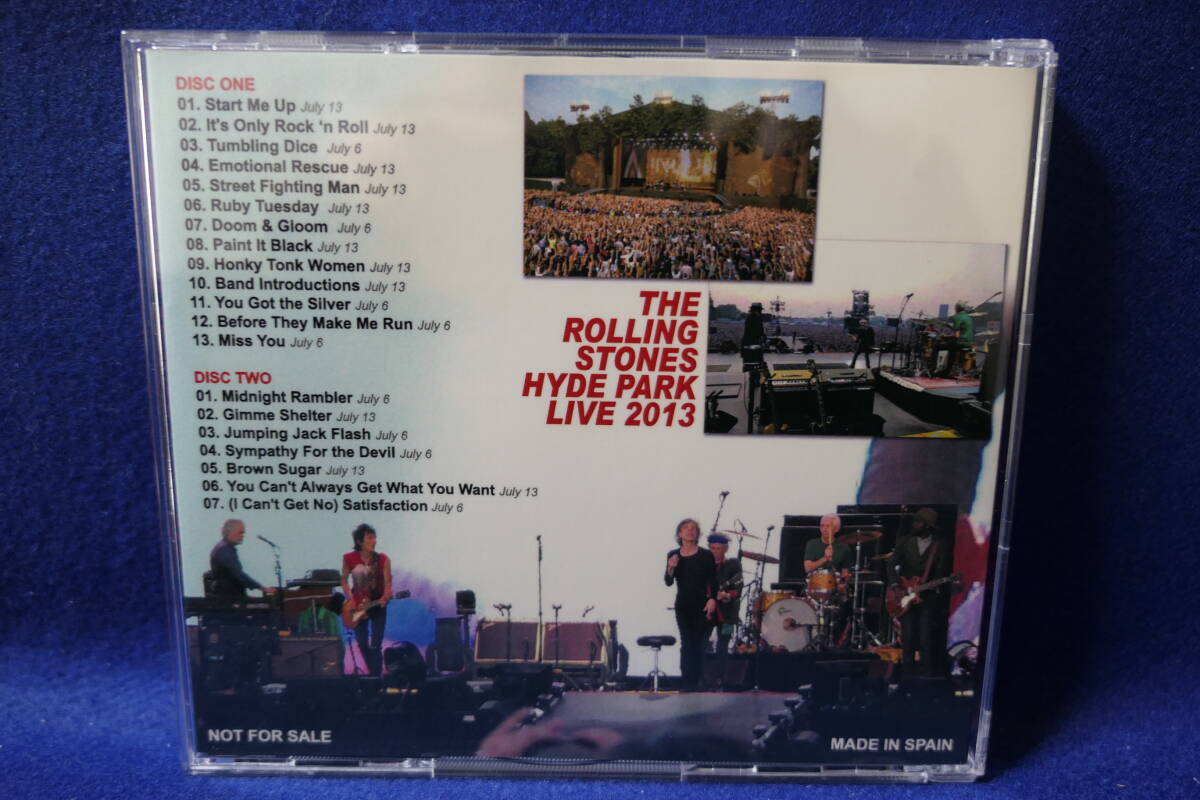 DISC ONE
01. Start Me Up July 13
02. It's Only Rock ‘n Roll July 13
03. Tumbling Dice July 6
04. Emotional Rescue July 13
05. Street Fighting Man July 13
06. Ruby Tuesday July 13
07. Doom & Gloom July 6
08. Paint It Black July 13
09. Honky Tonk Women July 13
10. Band Introductions July 13
11. You Got the Silver July 6
12. Before They Make Me Run July 6
13. Miss You July 6
DISC TWO
01. Midnight Rambler July 6
02. Gimme Shelter July 13
03. Jumping Jack Flash July 6
04. Sympathy For the Devil July 6
05. Brown Sugar July 13
06. You Can't Always Get What You Want July 13
07. (I Can't Get No) Satisfaction July 6
THE
ROLLING
STONES
HYDE PARK
LIVE 2013
NOT FOR SALE
MADE IN SPAIN